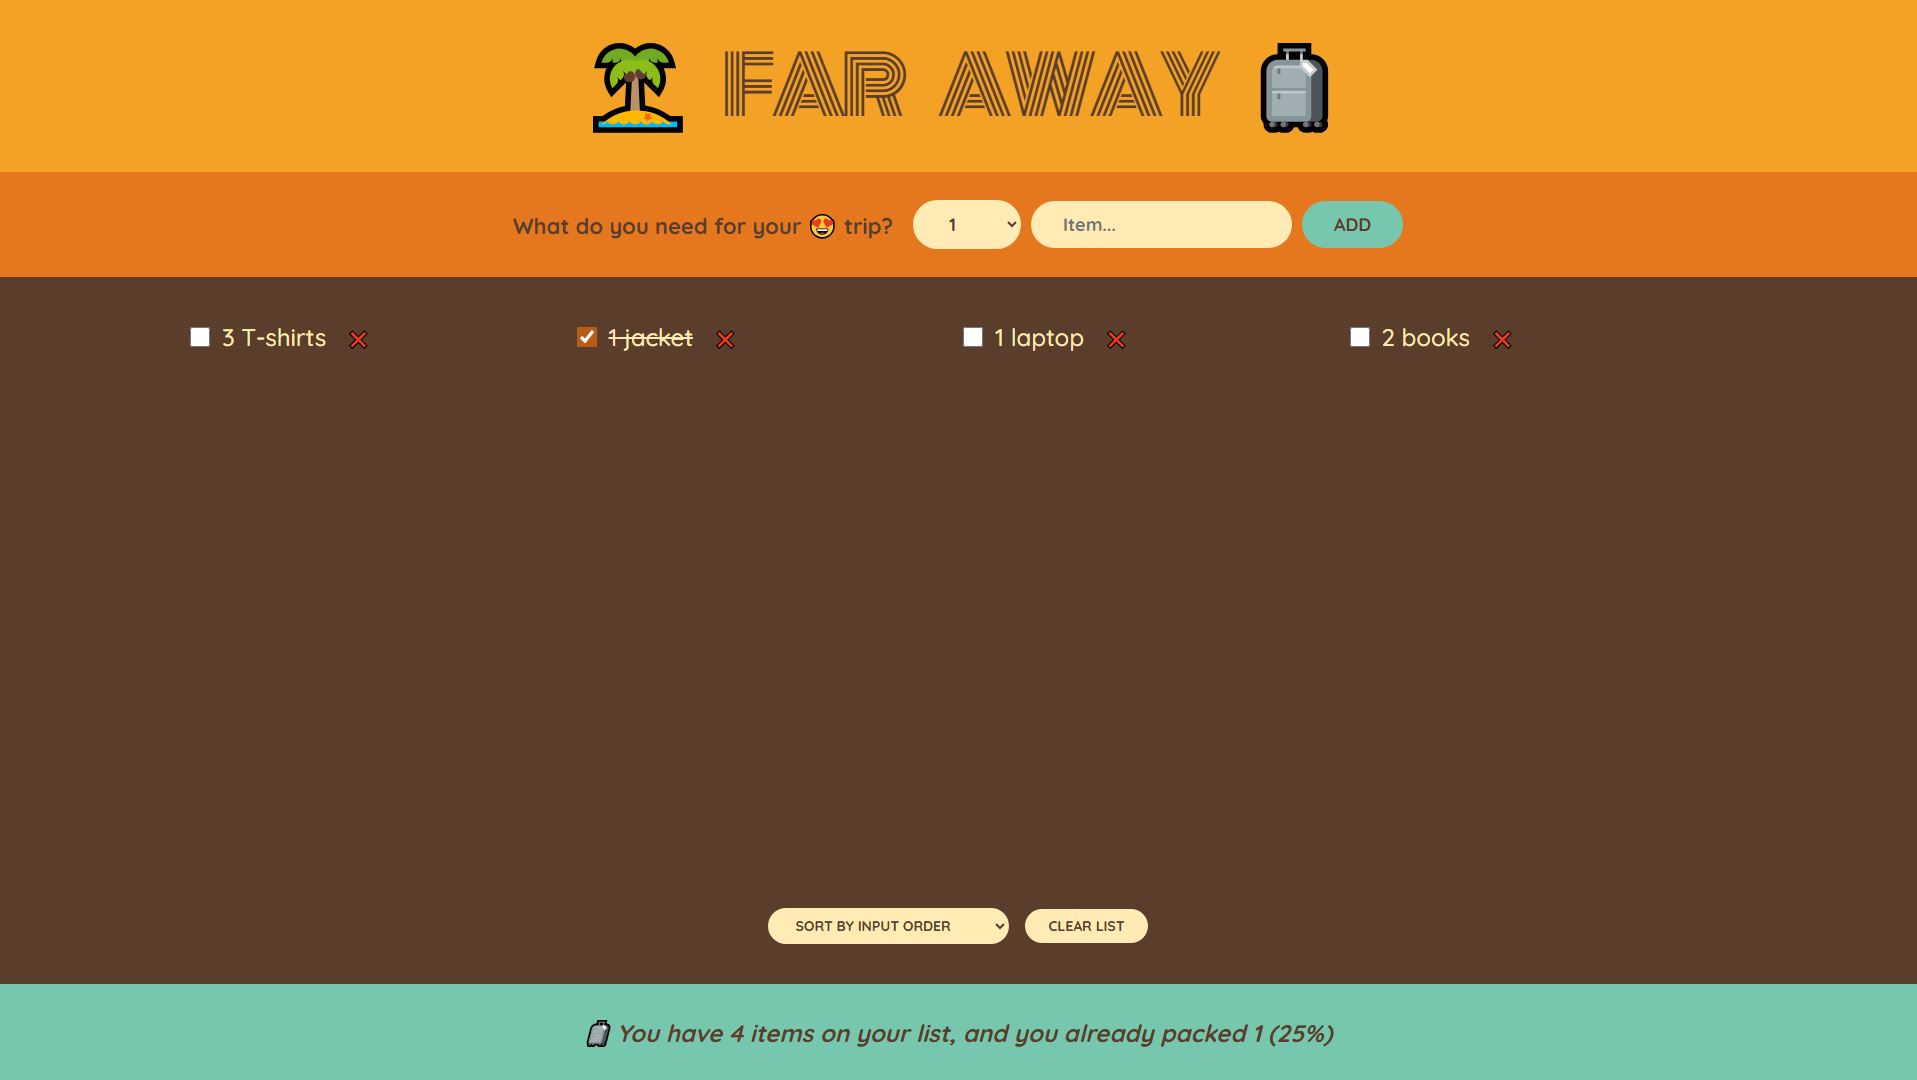 FAR AWAY
What do you need for your 😍 trip? 1 Item... ADD
3 T-shirts 1 jacket 1 laptop 2 books
SORT BY INPUT ORDER CLEAR LIST
You have 4 items on your list, and you already packed 1 (25%)